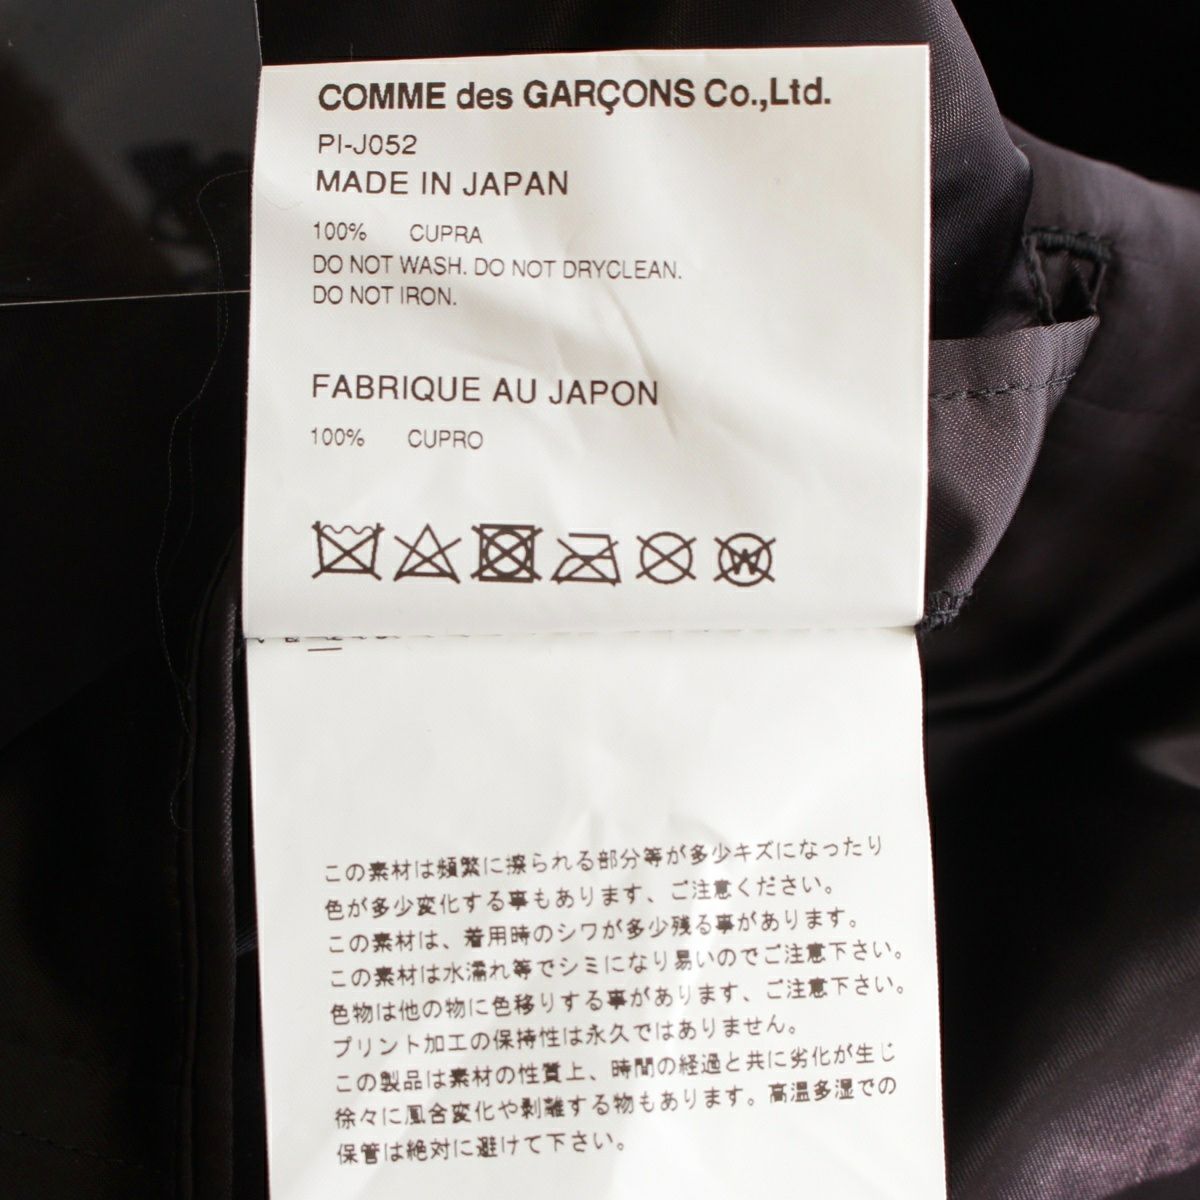 COMME des GARÇONS Co.,Ltd.
PI-J052
MADE IN JAPAN
100% CUPRA
DO NOT WASH. DO NOT DRYCLEAN.
DO NOT IRON.
FABRIQUE AU JAPON
100% CUPRO
W
この素材は頻繁に擦られる部分等が多少キズになったり
色が多少変化する事もあります、ご注意ください。
この素材は、着用時のシワが多少残る事があります。
この素材は水濡れ等でシミになり易いのでご注意下さい。
色物は他の物に色移りする事があります、ご注意下さい。
プリント加工の保持性は永久ではありません。
この製品は素材の性質上、時間の経過と共に劣化が生じ
徐々に風合変化や剥離する物もあります。高温多湿での
保管は絶対に避けて下さい。